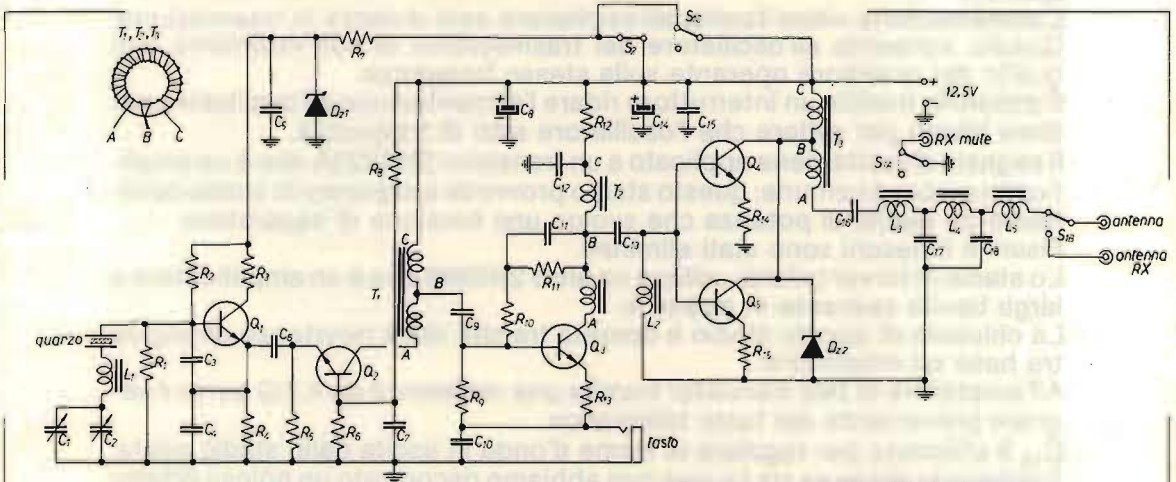 T1, T2, T3
A B C
C5
DZ1
R7
R8
C8
S2
S1C
C14
C15
R12
C12
C
T2
B
C11
C13
R11
A
R10
C
B
T3
A
Q4
R14
+
-
12,5V
RX mute
S1A
C16
L3
L4
L5
S1B
antenna
antenna
RX
C17
C18
R2
R3
Q1
quarzo
L1
C1
C2
R1
C3
C4
C6
R4
R5
Q2
R6
T1
C
B
A
C7
C9
R9
C10
Q3
R13
tasto
L2
Q5
R15
DZ2